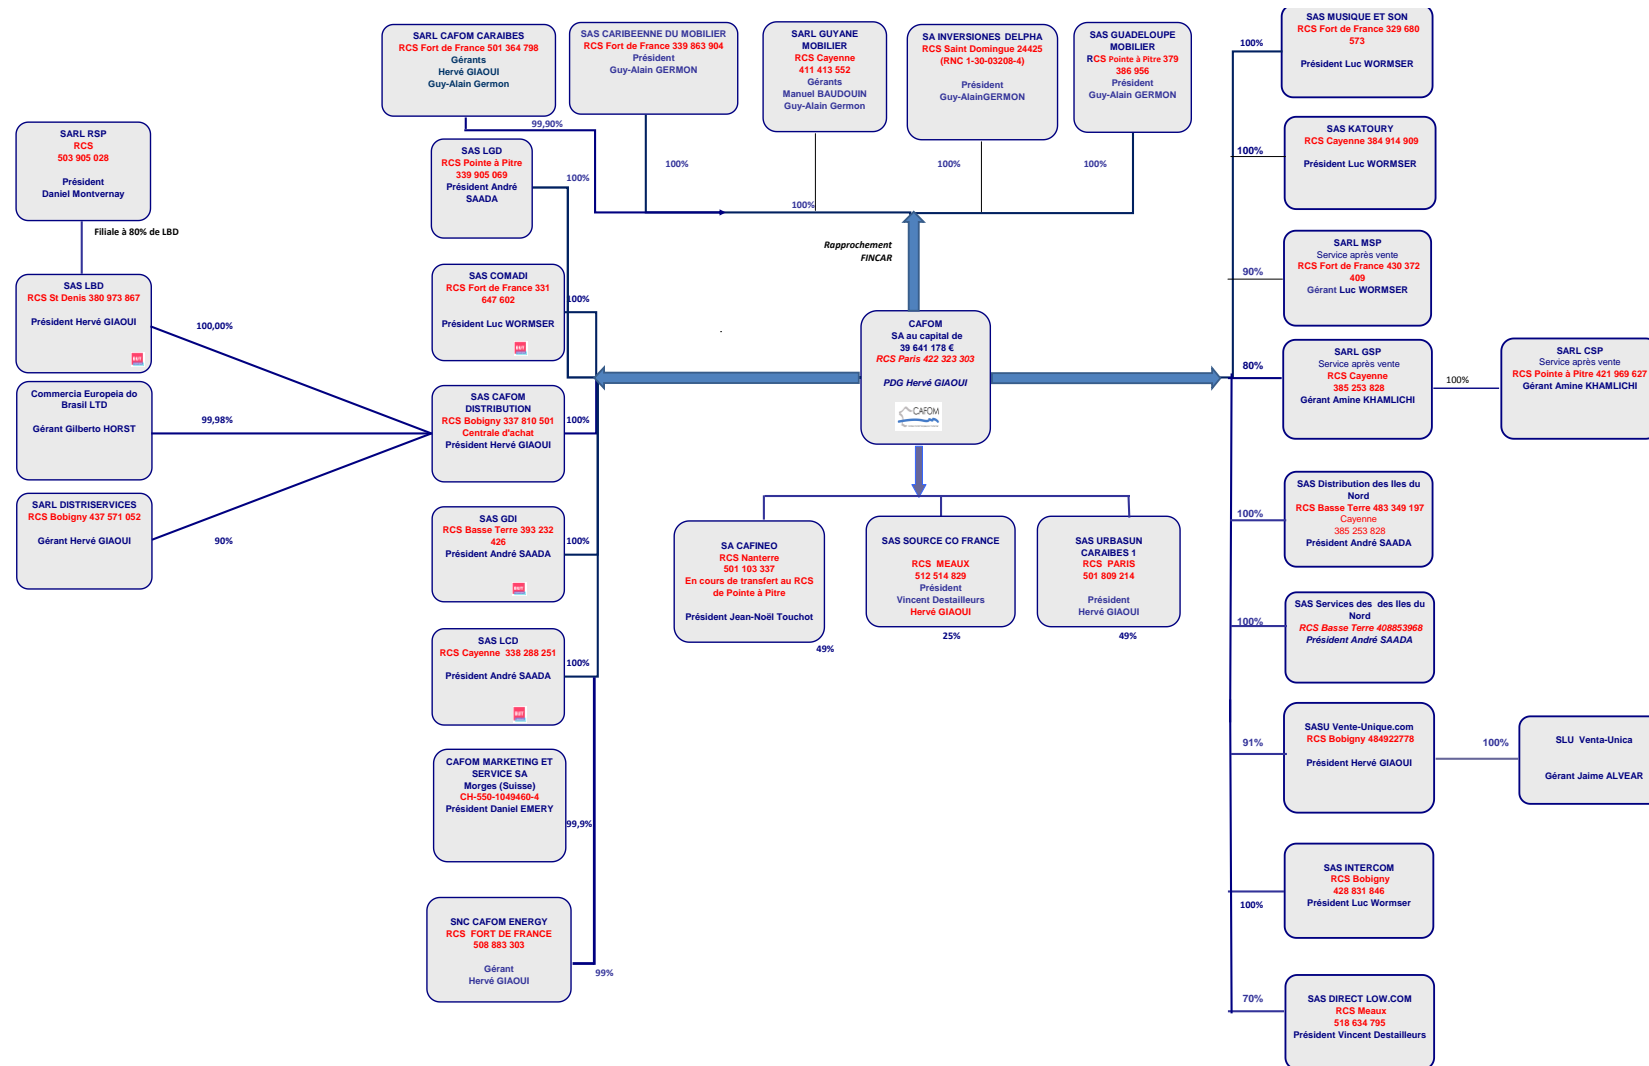 SARL CAFOM CARAIBES
RCS Fort de France 501 364 798
Gérants
Hervé GIAOUI
Guy-Alain Germon
99,90%
SAS CARIBEENNE DU MOBILIER
RCS Fort de France 339 863 904
Président
Guy-Alain GERMON
100%
SARL GUYANE
MOBILIER
RCS Cayenne
411 413 552
Gérants
Manuel BAUDOUIN
Guy-Alain Germon
100%
SA INVERSIONES DELPHA
RCS Saint Domingue 24425
(RNC 1-30-03208-4)
Président
Guy-AlainGERMON
100%
SAS GUADELOUPE
MOBILIER
RCS Pointe à Pitre 379
386 956
Président
Guy-Alain GERMON
100%
Rapprochement
FINCAR
SARL RSP
RCS
503 905 028
Président
Daniel Montvernay
Filiale à 80% de LBD
SAS LBD
RCS St Denis 380 973 867
Président Hervé GIAOUI
BUT
100,00%
Commercia Europeia do
Brasil LTD
Gérant Gilberto HORST
99,98%
SARL DISTRISERVICES
RCS Bobigny 437 571 052
Gérant Hervé GIAOUI
90%
SAS LGD
RCS Pointe à Pitre
339 905 069
Président André
SAADA
100%
SAS COMADI
RCS Fort de France 331
647 602
Président Luc WORMSER
BUT
100%
SAS CAFOM
DISTRIBUTION
RCS Bobigny 337 810 501
Centrale d'achat
Président Hervé GIAOUI
100%
SAS GDI
RCS Basse Terre 393 232
426
Président André SAADA
BUT
100%
SAS LCD
RCS Cayenne 338 288 251
Président André SAADA
BUT
100%
CAFOM MARKETING ET
SERVICE SA
Morges (Suisse)
CH-550-1049460-4
Président Daniel EMERY
99,9%
SNC CAFOM ENERGY
RCS FORT DE FRANCE
508 883 303
Gérant
Hervé GIAOUI
99%
CAFOM
SA au capital de
39 641 178 €
RCS Paris 422 323 303
PDG Hervé GIAOUI
CAFOM
SA CAFINEO
RCS Nanterre
501 103 337
En cours de transfert au RCS
de Pointe à Pitre
Président Jean-Noël Touchot
49%
SAS SOURCE CO FRANCE
RCS MEAUX
512 514 829
Président
Vincent Destailleurs
Hervé GIAOUI
25%
SAS URBASUN
CARAIBES 1
RCS PARIS
501 809 214
Président
Hervé GIAOUI
49%
SAS MUSIQUE ET SON
RCS Fort de France 329 680
573
Président Luc WORMSER
100%
SAS KATOURY
RCS Cayenne 384 914 909
Président Luc WORMSER
100%
SARL MSP
Service après vente
RCS Fort de France 430 372
409
Gérant Luc WORMSER
90%
SARL GSP
Service après vente
RCS Cayenne
385 253 828
Gérant Amine KHAMLICHI
80%
100%
SARL CSP
Service après vente
RCS Pointe à Pitre 421 969 627
Gérant Amine KHAMLICHI
SAS Distribution des Iles du
Nord
RCS Basse Terre 483 349 197
Cayenne
385 253 828
Président André SAADA
100%
SAS Services des des Iles du
Nord
RCS Basse Terre 408853968
Président André SAADA
100%
SASU Vente-Unique.com
RCS Bobigny 484922778
Président Hervé GIAOUI
91%
100%
SLU Venta-Unica
Gérant Jaime ALVEAR
SAS INTERCOM
RCS Bobigny
428 831 846
Président Luc Wormser
100%
SAS DIRECT LOW.COM
RCS Meaux
518 634 795
Président Vincent Destailleurs
70%